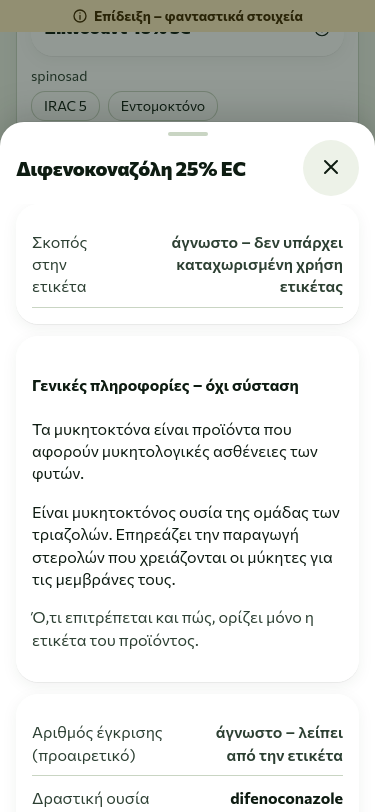 Επίδειξη – φανταστικά στοιχεία
spinosad
IRAC 5
Εντομοκτόνο
Διφενοκοναζόλη 25% EC
Σκοπός στην ετικέτα
άγνωστο – δεν υπάρχει καταχωρισμένη χρήση ετικέτας
Γενικές πληροφορίες – όχι σύσταση
Τα μυκητοκτόνα είναι προϊόντα που
αφορούν μυκητολογικές ασθένειες των
φυτών.
Είναι μυκητοκτόνος ουσία της ομάδας των
τριαζολών. Επηρεάζει την παραγωγή
στερολών που χρειάζονται οι μύκητες για
τις μεμβράνες τους.
Ό,τι επιτρέπεται και πώς, ορίζει μόνο η
ετικέτα του προϊόντος.
Αριθμός έγκρισης (προαιρετικό)
άγνωστο – λείπει από την ετικέτα
Δραστική ουσία
difenoconazole